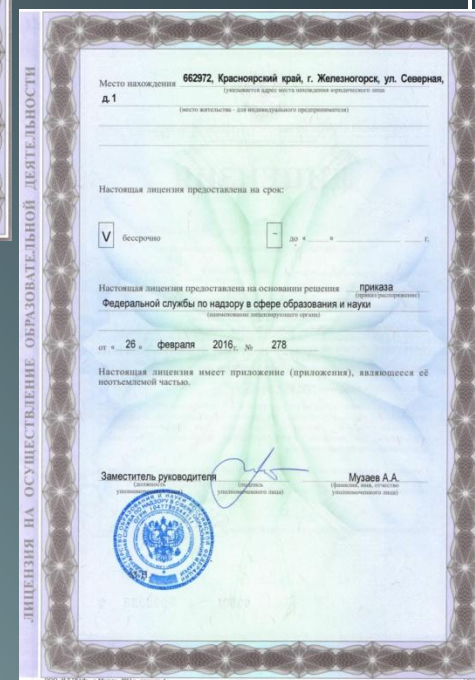 ЛИЦЕНЗИЯ НА ОСУЩЕСТВЛЕНИЕ ОБРАЗОВАТЕЛЬНОЙ ДЕЯТЕЛЬНОСТИ
Место нахождения 662972, Красноярский край, г. Железногорск, ул. Северная,
(указывается адрес места нахождения юридического лица
д.1
(место жительства - для индивидуального предпринимателя)
Настоящая лицензия предоставлена на срок:
V бессрочно - до « » г.
Настоящая лицензия предоставлена на основании решения приказа
(приказ/распоряжение)
Федеральной службы по надзору в сфере образования и науки
(наименование лицензирующего органа)
от « 26 » февраля 2016 г. № 278
Настоящая лицензия имеет приложение (приложения), являющееся её
неотъемлемой частью.
Заместитель руководителя Музаев А.А.
(должность (подпись (фамилия, имя, отчество
уполномоченного лица) уполномоченного лица) уполномоченного лица)